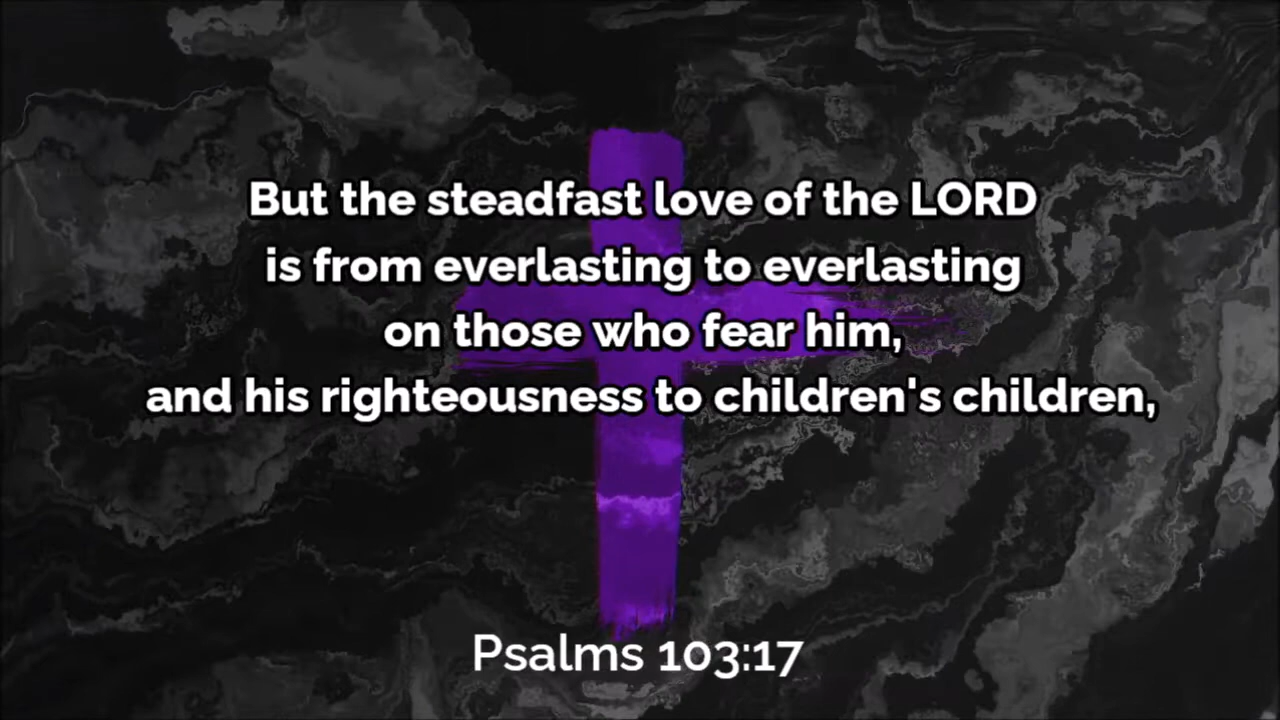 But the steadfast love of the LORD
is from everlasting to everlasting
on those who fear him,
and his righteousness to children's children,
Psalms 103:17